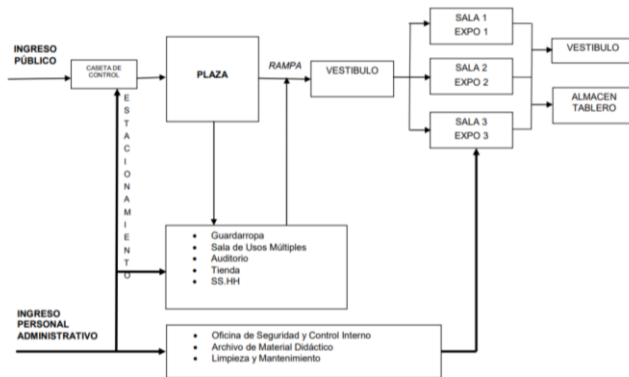 INGRESO
PÚBLICO
CASETA DE
CONTROL
PLAZA
RAMPA
VESTIBULO
SALA 1
EXPO 1
SALA 2
EXPO 2
SALA 3
EXPO 3
VESTIBULO
ALMACEN
TABLERO
ESTACIONAMIENTO
• Guardarropa
• Sala de Usos Múltiples
• Auditorio
• Tienda
• SS.HH
INGRESO
PERSONAL
ADMINISTRATIVO
• Oficina de Seguridad y Control Interno
• Archivo de Material Didáctico
• Limpieza y Mantenimiento